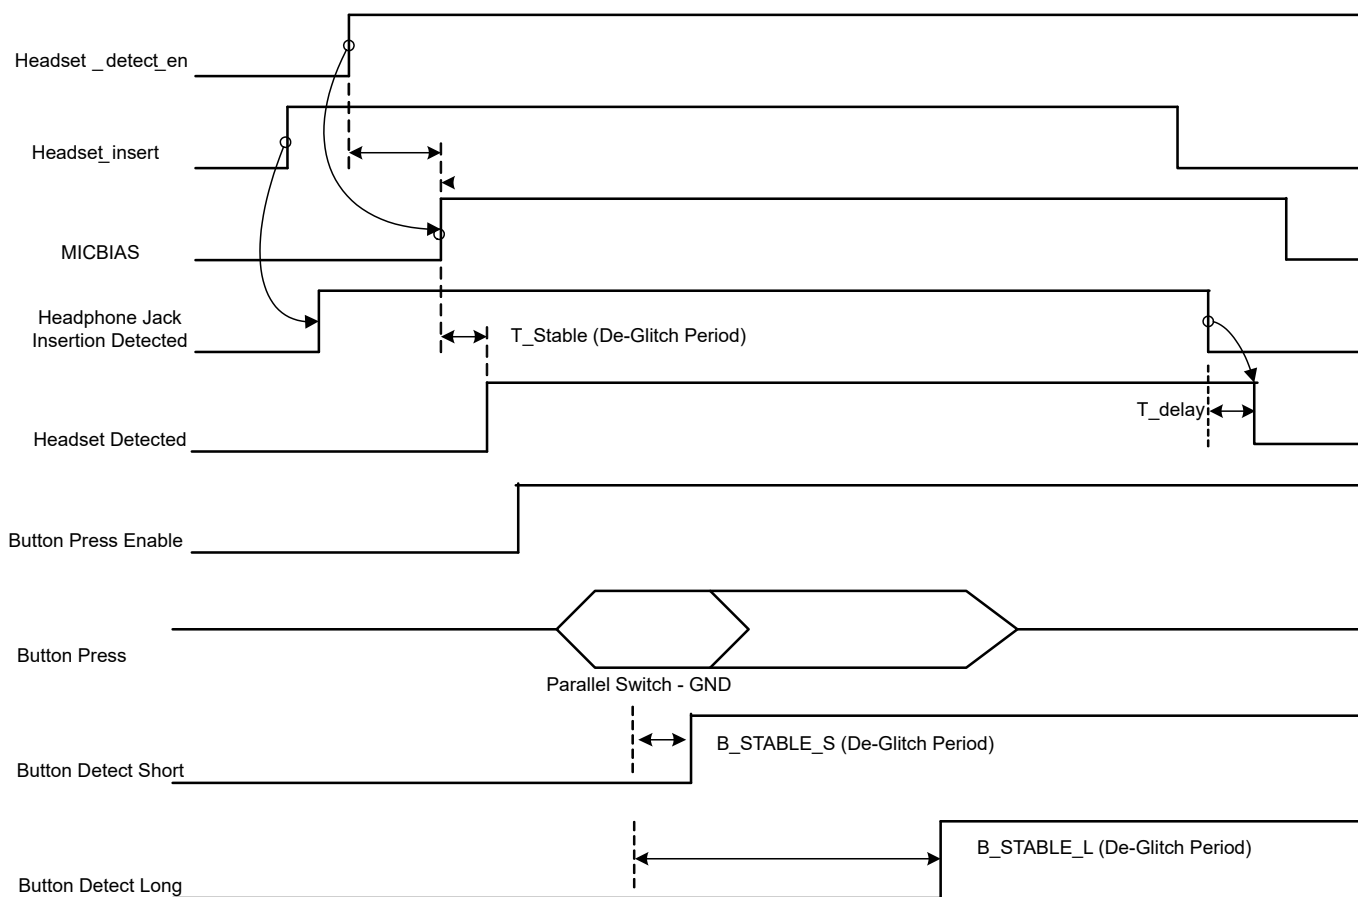 Headset _ detect_en
Headset_insert
MICBIAS
Headphone Jack
Insertion Detected
T_Stable (De-Glitch Period)
T_delay
Headset Detected
Button Press Enable
Button Press
Parallel Switch - GND
B_STABLE_S (De-Glitch Period)
Button Detect Short
B_STABLE_L (De-Glitch Period)
Button Detect Long